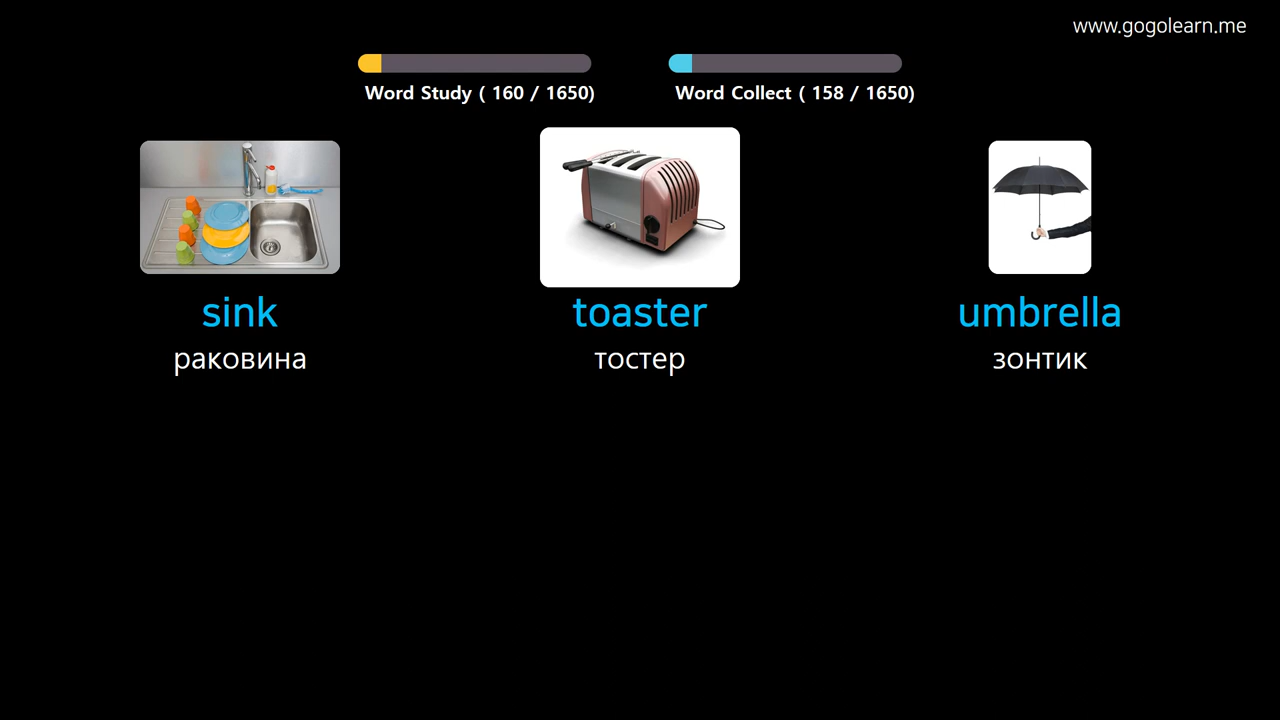 www.gogolearn.me
Word Study ( 160 / 1650)
Word Collect ( 158 / 1650)
sink
toaster
umbrella
раковина
тостер
зонтик